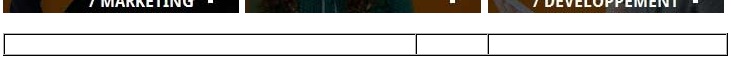 / MARKETING
/ DÉVELOPPEMENT